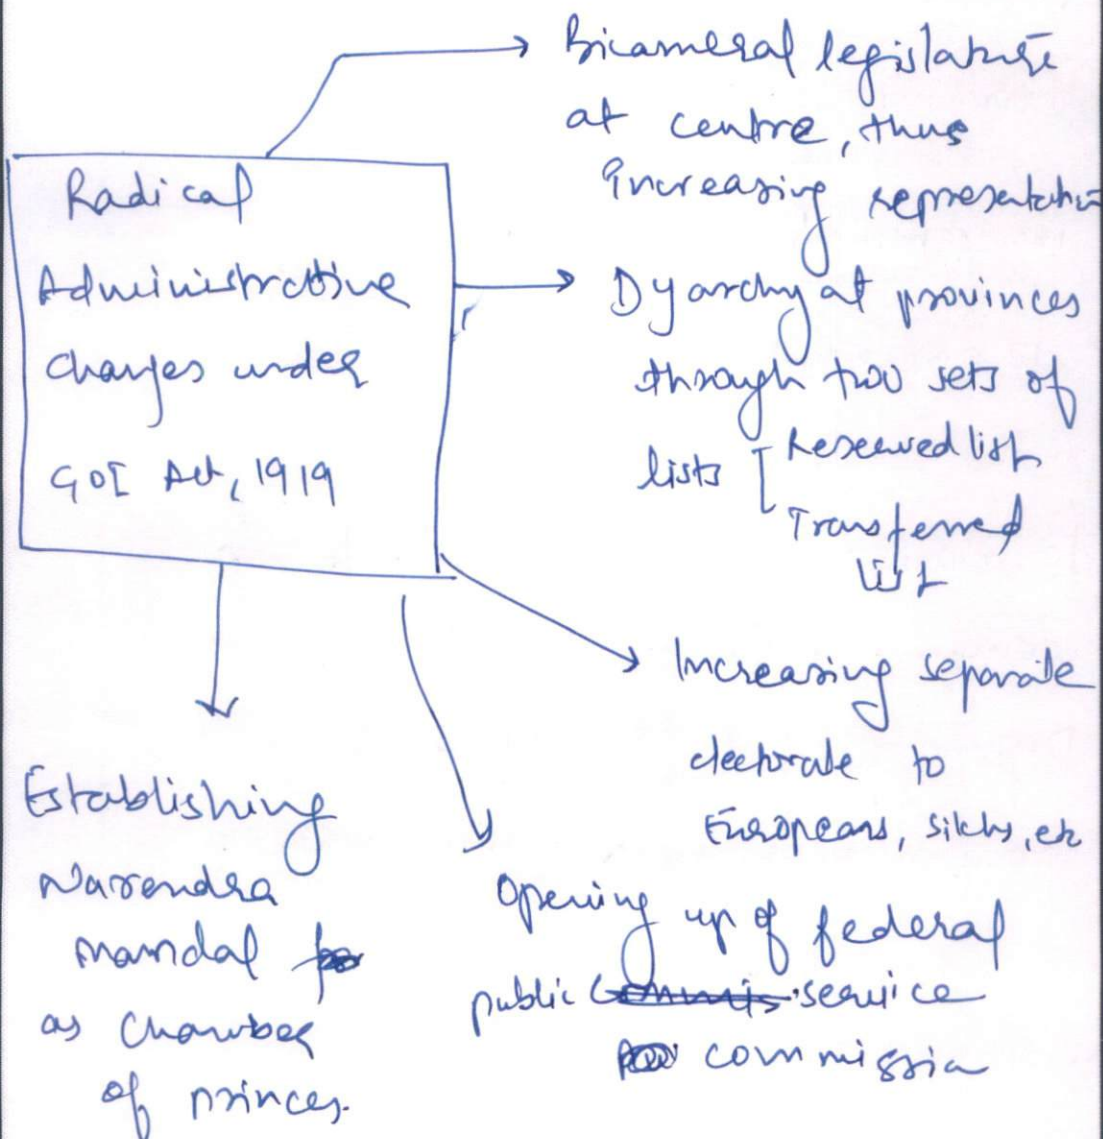 Radical
Administrative
changes under
GOI Act, 1919
Bicameral legislature
at centre, thus
increasing representation
Dyarchy at provinces
through two sets of
lists
Reserved list
Transferred
list
Increasing separate
electorate to
Europeans, Sikhs, etc
Opening up of federal
public service
commission
Establishing
Narendra
mandal
as Chamber
of princes.